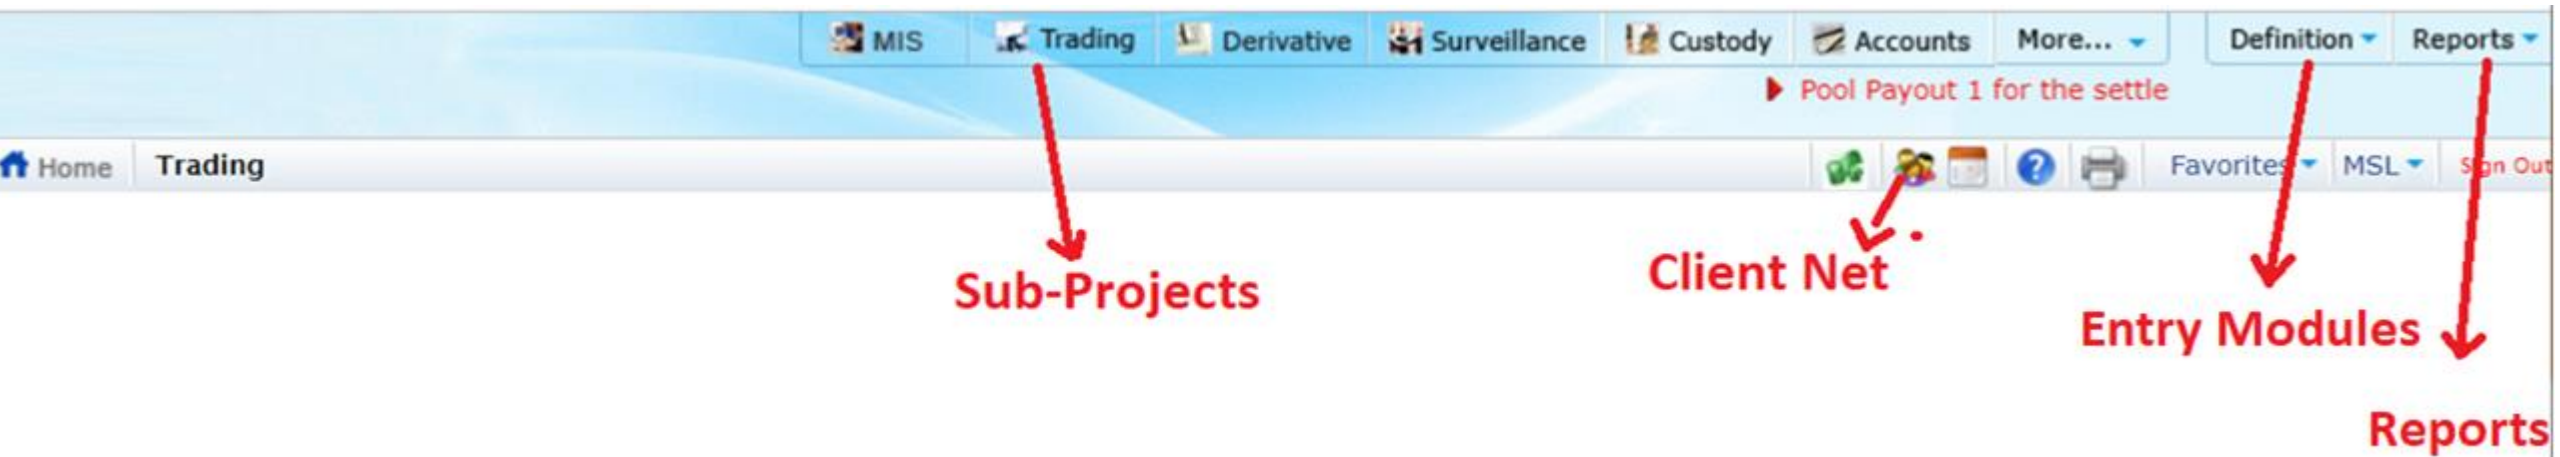 MIS Trading Derivative Surveillance Custody Accounts More... Definition Reports
Pool Payout 1 for the settle
Home Trading Favorites MSL Sign Out
Sub-Projects
Client Net
Entry Modules
Reports